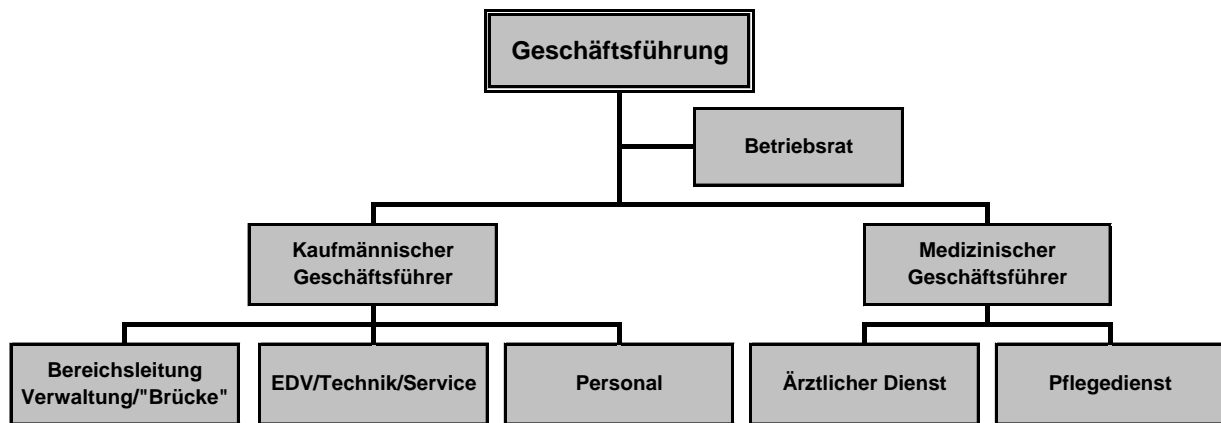 Geschäftsführung
Betriebsrat
Kaufmännischer
Geschäftsführer
Medizinischer
Geschäftsführer
Bereichsleitung
Verwaltung/"Brücke"
EDV/Technik/Service
Personal
Ärztlicher Dienst
Pflegedienst